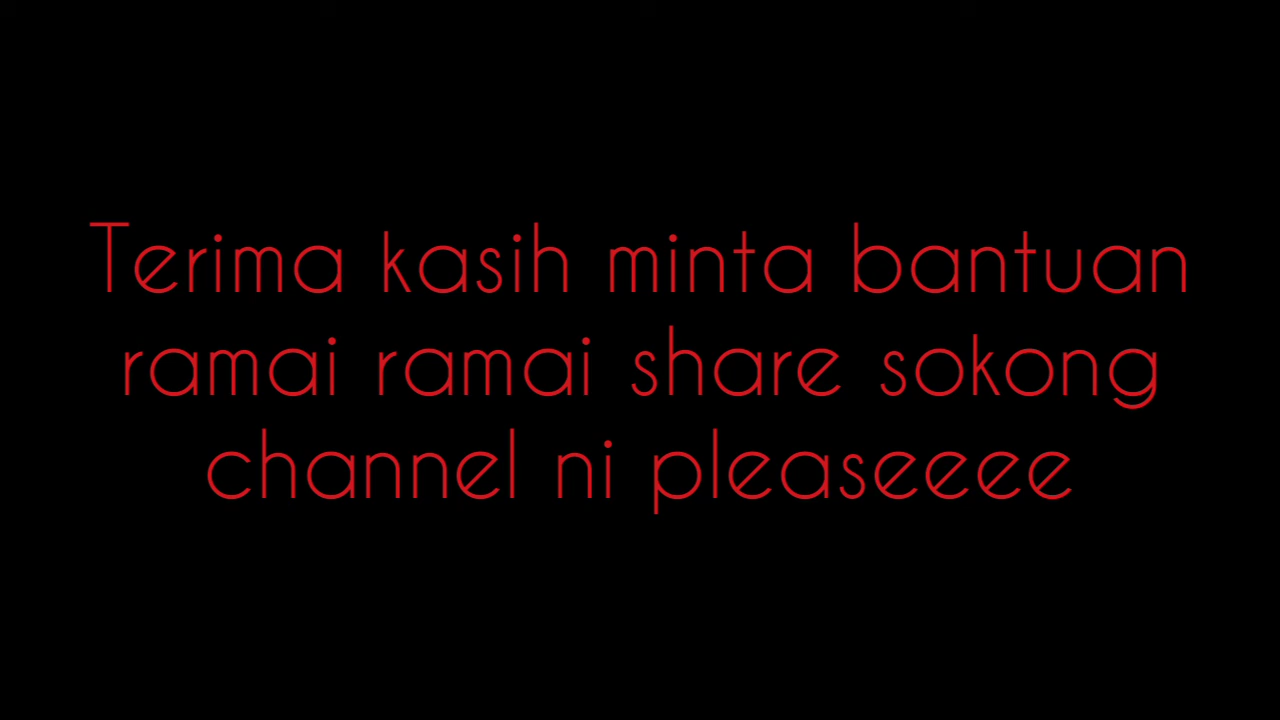 Terima kasih minta bantuan
ramai ramai share sokong
channel ni pleaseeee